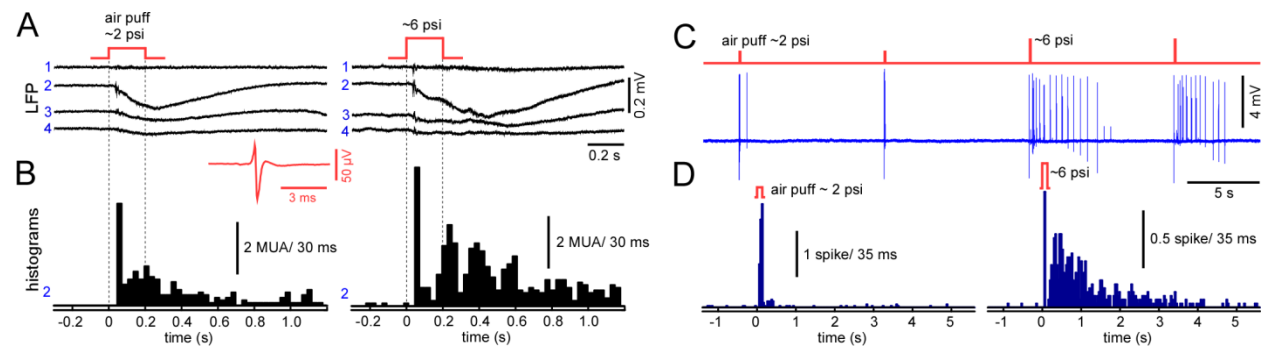 A
air puff
~2 psi
~6 psi
LFP
1
2
3
4
1
2
3
4
0.2 mV
0.2 s
B
50 µV
3 ms
histograms
2
2 MUA/ 30 ms
-0.2 0 0.2 0.4 0.6 0.8 1.0
time (s)
2
2 MUA/ 30 ms
-0.2 0 0.2 0.4 0.6 0.8 1.0
time (s)
C
air puff ~2 psi
~6 psi
4 mV
5 s
D
air puff ~ 2 psi
1 spike/ 35 ms
-1 0 1 2 3 4 5
time (s)
~6 psi
0.5 spike/ 35 ms
-1 0 1 2 3 4 5
time (s)